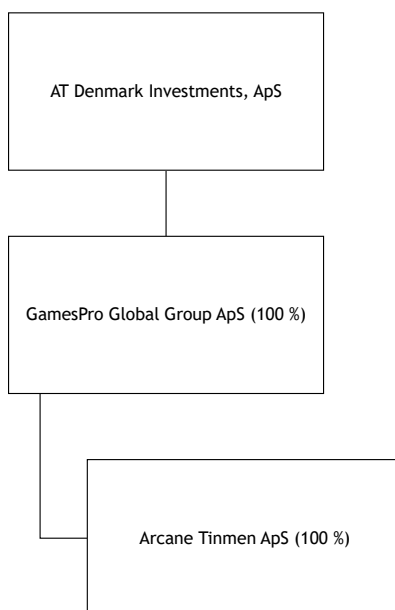 AT Denmark Investments, ApS
GamesPro Global Group ApS (100 %)
Arcane Tinmen ApS (100 %)